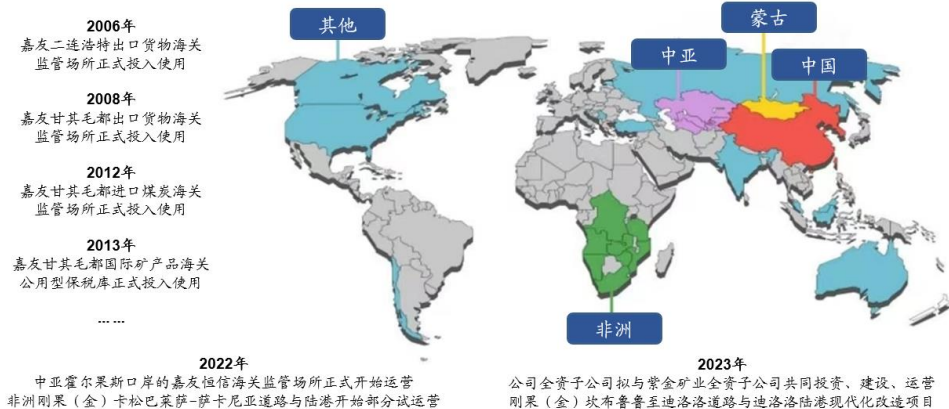 2006年
嘉友二连浩特出口货物海关
监管场所正式投入使用
2008年
嘉友甘其毛都出口货物海关
监管场所正式投入使用
2012年
嘉友甘其毛都进口煤炭海关
监管场所正式投入使用
2013年
嘉友甘其毛都国际矿产品海关
公用型保税库正式投入使用
... ...
其他
蒙古
中亚
中国
非洲
2022年
中亚霍尔果斯口岸的嘉友恒信海关监管场所正式开始运营
非洲刚果（金）卡松巴莱萨-萨卡尼亚道路与陆港开始部分试运营
2023年
公司全资子公司拟与紫金矿业全资子公司共同投资、建设、运营
刚果（金）坎布鲁鲁至迪洛洛道路与迪洛洛陆港现代化改造项目